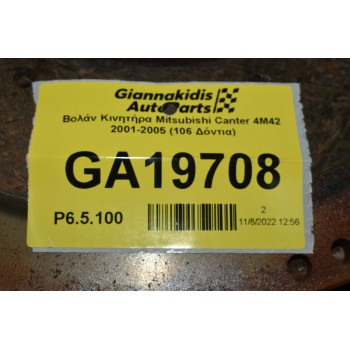 Giannakidis
AutoParts
Βολάν Κινητήρα Mitsubishi Canter 4M42
2001-2005 (106 Δόντια)
GA19708
P6.5.100
2
11/8/2022 12:56